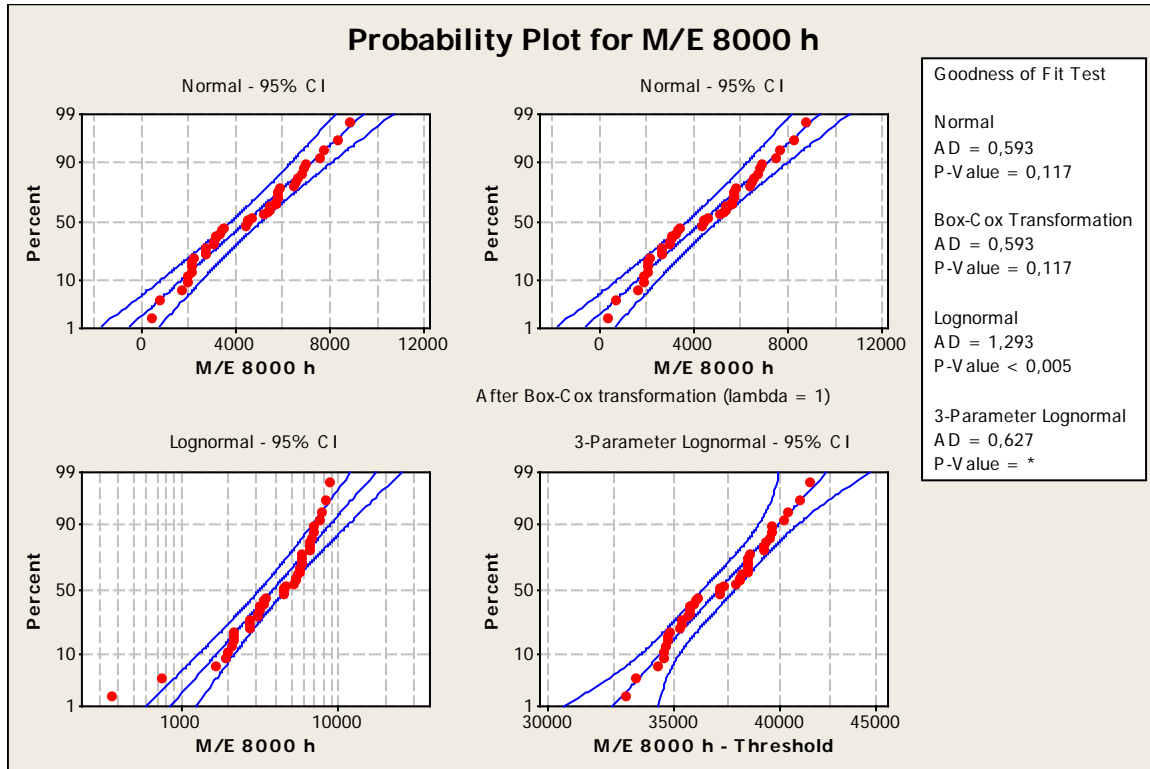 Probability Plot for M/E 8000 h
Normal - 95% CI
99
90
50
10
1
Percent
0 4000 8000 12000
M/E 8000 h
Normal - 95% CI
99
90
50
10
1
Percent
0 4000 8000 12000
M/E 8000 h
After Box-Cox transformation (lambda = 1)
Lognormal - 95% CI
99
90
50
10
1
Percent
1000 10000
M/E 8000 h
3-Parameter Lognormal - 95% CI
99
90
50
10
1
Percent
30000 35000 40000 45000
M/E 8000 h - Threshold
Goodness of Fit Test
Normal
AD = 0,593
P-Value = 0,117
Box-Cox Transformation
AD = 0,593
P-Value = 0,117
Lognormal
AD = 1,293
P-Value < 0,005
3-Parameter Lognormal
AD = 0,627
P-Value = *